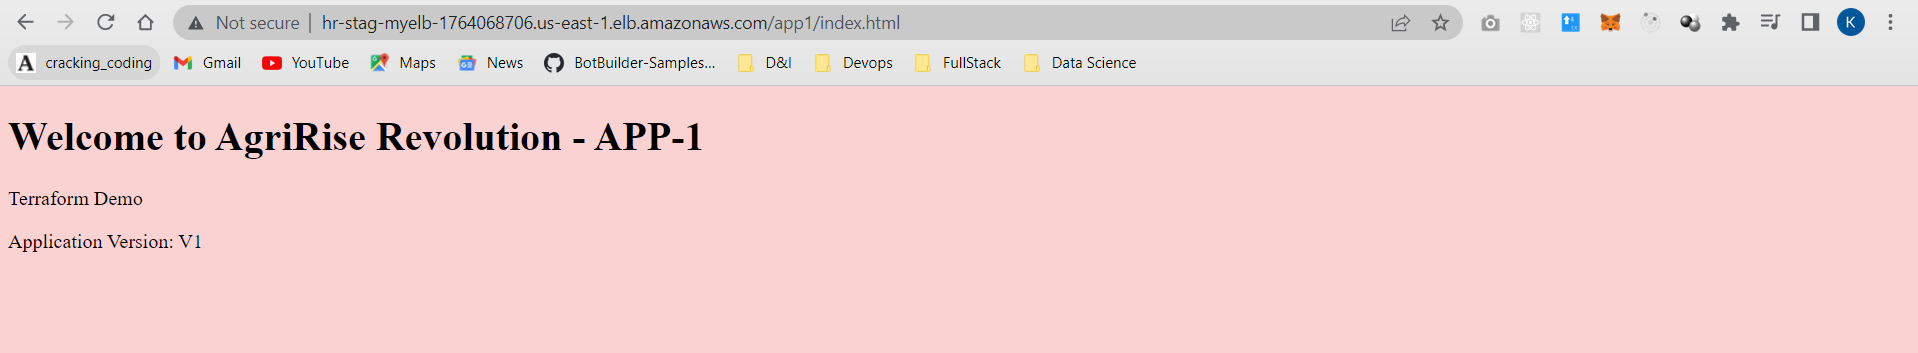 Not secure | hr-stag-myelb-1764068706.us-east-1.elb.amazonaws.com/app1/index.html
K
A cracking_coding Gmail YouTube Maps News BotBuilder-Samples... D&I Devops FullStack Data Science
Welcome to AgriRise Revolution - APP-1
Terraform Demo
Application Version: V1